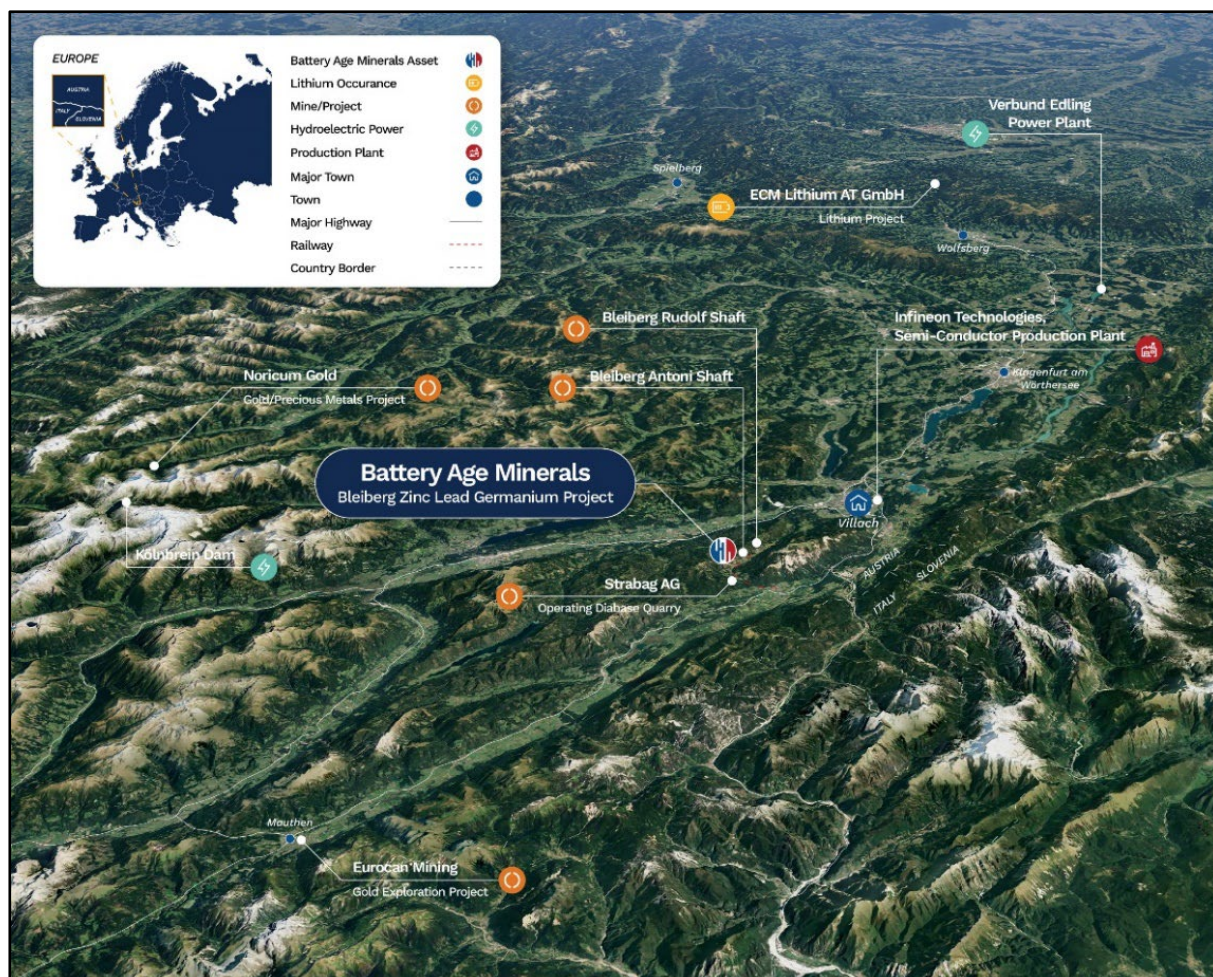 EUROPE
AUSTRIA
ITALY
SLOVENIA
Battery Age Minerals Asset
Lithium Occurance
Mine/Project
Hydroelectric Power
Production Plant
Major Town
Town
Major Highway
Railway
Country Border
Verbund Edling
Power Plant
Spielberg
ECM Lithium AT GmbH
Lithium Project
Wolfsberg
Bleiberg Rudolf Shaft
Infineon Technologies,
Semi-Conductor Production Plant
Noricum Gold
Gold/Precious Metals Project
Bleiberg Antoni Shaft
Klagenfurt am
Wörthersee
Battery Age Minerals
Bleiberg Zinc Lead Germanium Project
Villach
Kölnbrein Dam
Strabag AG
Operating Diabase Quarry
AUSTRIA
SLOVENIA
ITALY
Mauthen
Eurocan Mining
Gold Exploration Project